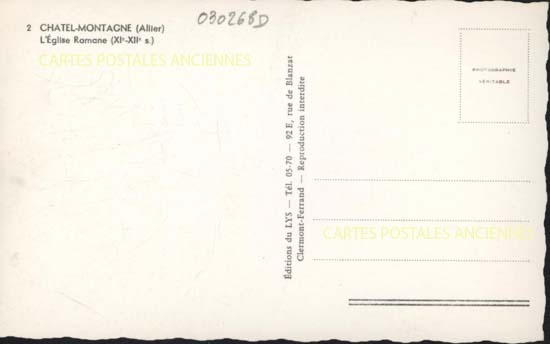 030268D
2 CHATEL-MONTAGNE (Allier)
L'Église Romane (XIe-XIIe s.)
CARTES POSTALES ANCIENNES
Éditions du LYS — Tél. 05-70 — 92 E, rue de Blanzat
Clermont-Ferrand — Reproduction interdite
PHOTOGRAPHIE
VÉRITABLE
CARTES POSTALES ANCIENNES